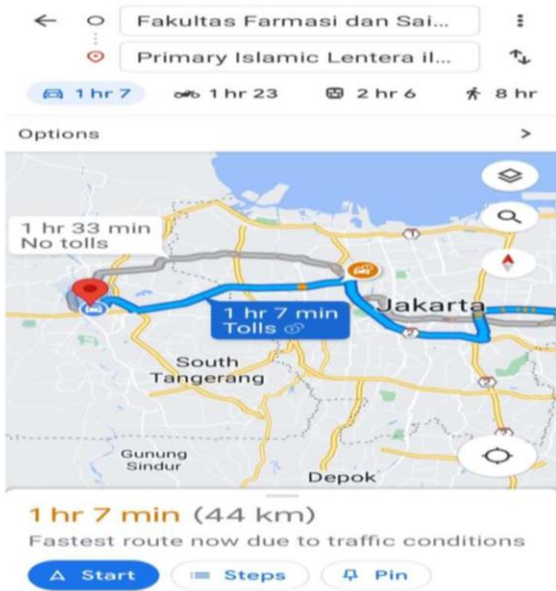 Fakultas Farmasi dan Sai...
Primary Islamic Lentera il...
1 hr 7 1 hr 23 2 hr 6 8 hr
Options
1 hr 33 min
No tolls
1 hr 7 min
Tolls
Jakarta
South
Tangerang
Gunung
Sindur
Depok
1 hr 7 min (44 km)
Fastest route now due to traffic conditions
Start Steps Pin